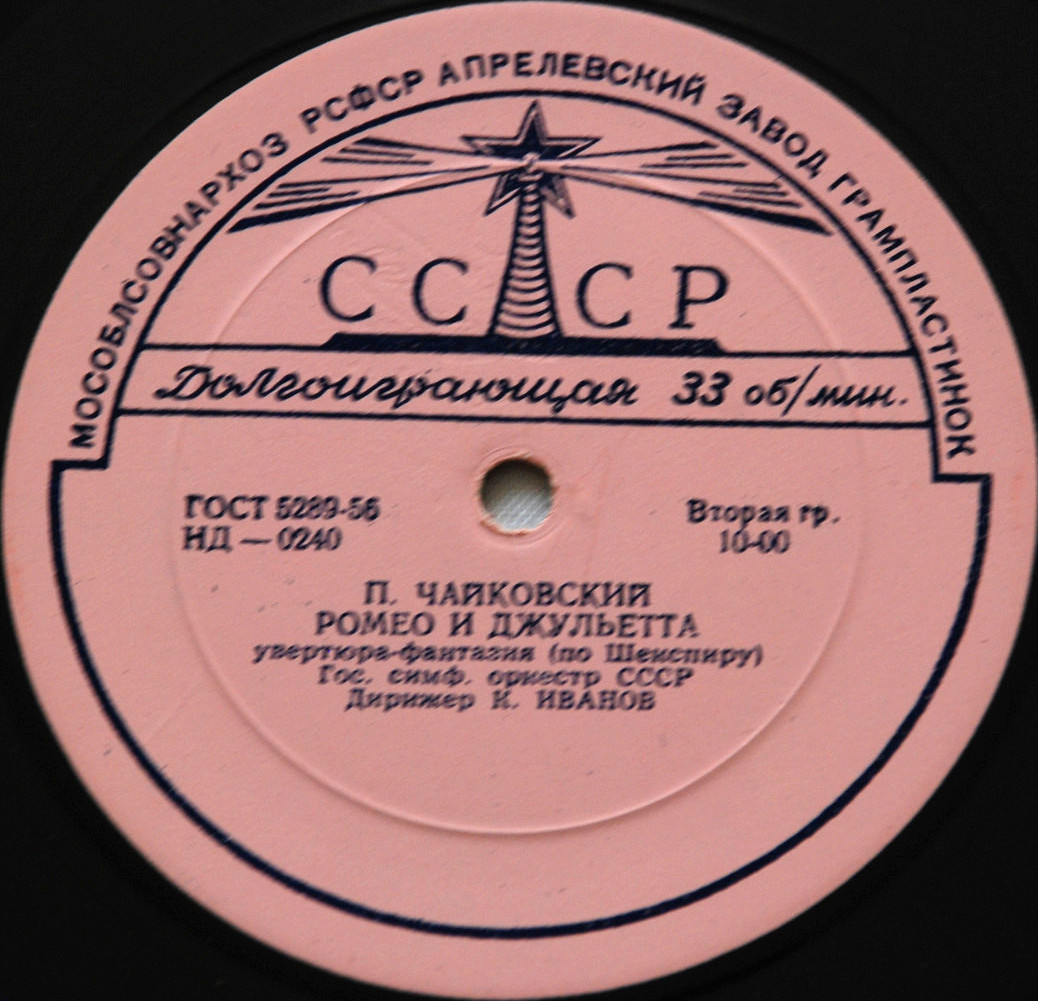 МОСОБЛСОВНАРХОЗ РСФСР АПРЕЛЕВСКИЙ ЗАВОД ГРАМПЛАСТИНОК
СССР
Долгоиграющая 33 об/мин.
ГОСТ 5289-56
НД — 0240
Вторая гр.
10-00
П. ЧАЙКОВСКИЙ
РОМЕО И ДЖУЛЬЕТТА
увертюра-фантазия (по Шекспиру)
Гос. симф. оркестр СССР
Дирижер К. ИВАНОВ